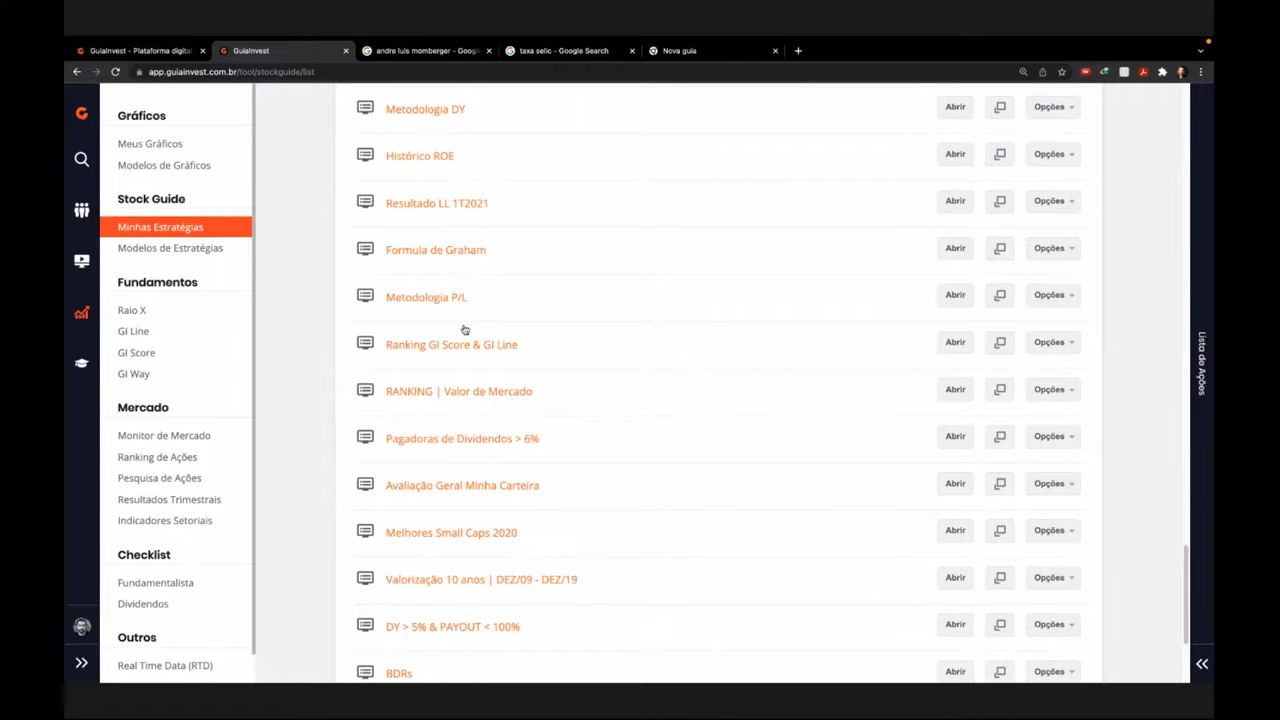 GuiaInvest - Plataforma digital
GuiaInvest
andre luis momberger - Goog
taxa selic - Google Search
Nova guia
app.guiainvest.com.br/tool/stockguide/list
Gráficos
Meus Gráficos
Modelos de Gráficos
Stock Guide
Minhas Estratégias
Modelos de Estratégias
Fundamentos
Raio X
GI Line
GI Score
GI Way
Mercado
Monitor de Mercado
Ranking de Ações
Pesquisa de Ações
Resultados Trimestrais
Indicadores Setoriais
Checklist
Fundamentalista
Dividendos
Outros
Real Time Data (RTD)
Metodologia DY Abrir Opções
Histórico ROE Abrir Opções
Resultado LL 1T2021 Abrir Opções
Formula de Graham Abrir Opções
Metodologia P/L Abrir Opções
Ranking GI Score & GI Line Abrir Opções
RANKING | Valor de Mercado Abrir Opções
Pagadoras de Dividendos > 6% Abrir Opções
Avaliação Geral Minha Carteira Abrir Opções
Melhores Small Caps 2020 Abrir Opções
Valorização 10 anos | DEZ/09 - DEZ/19 Abrir Opções
DY > 5% & PAYOUT < 100% Abrir Opções
BDRs Abrir Opções
Lista de Ações